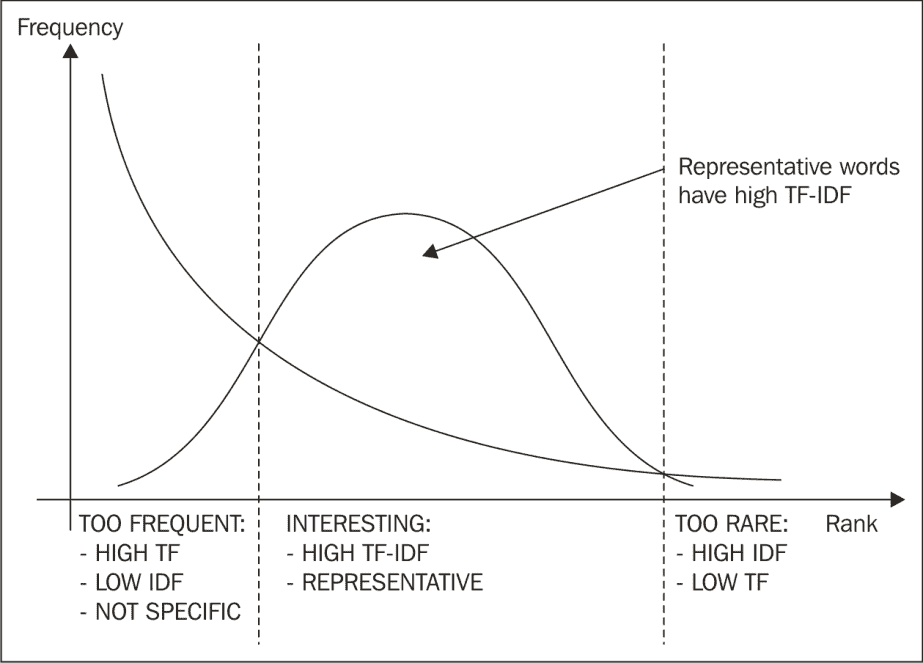 Frequency
Representative words
have high TF-IDF
TOO FREQUENT:
- HIGH TF
- LOW IDF
- NOT SPECIFIC
INTERESTING:
- HIGH TF-IDF
- REPRESENTATIVE
TOO RARE:
- HIGH IDF
- LOW TF
Rank